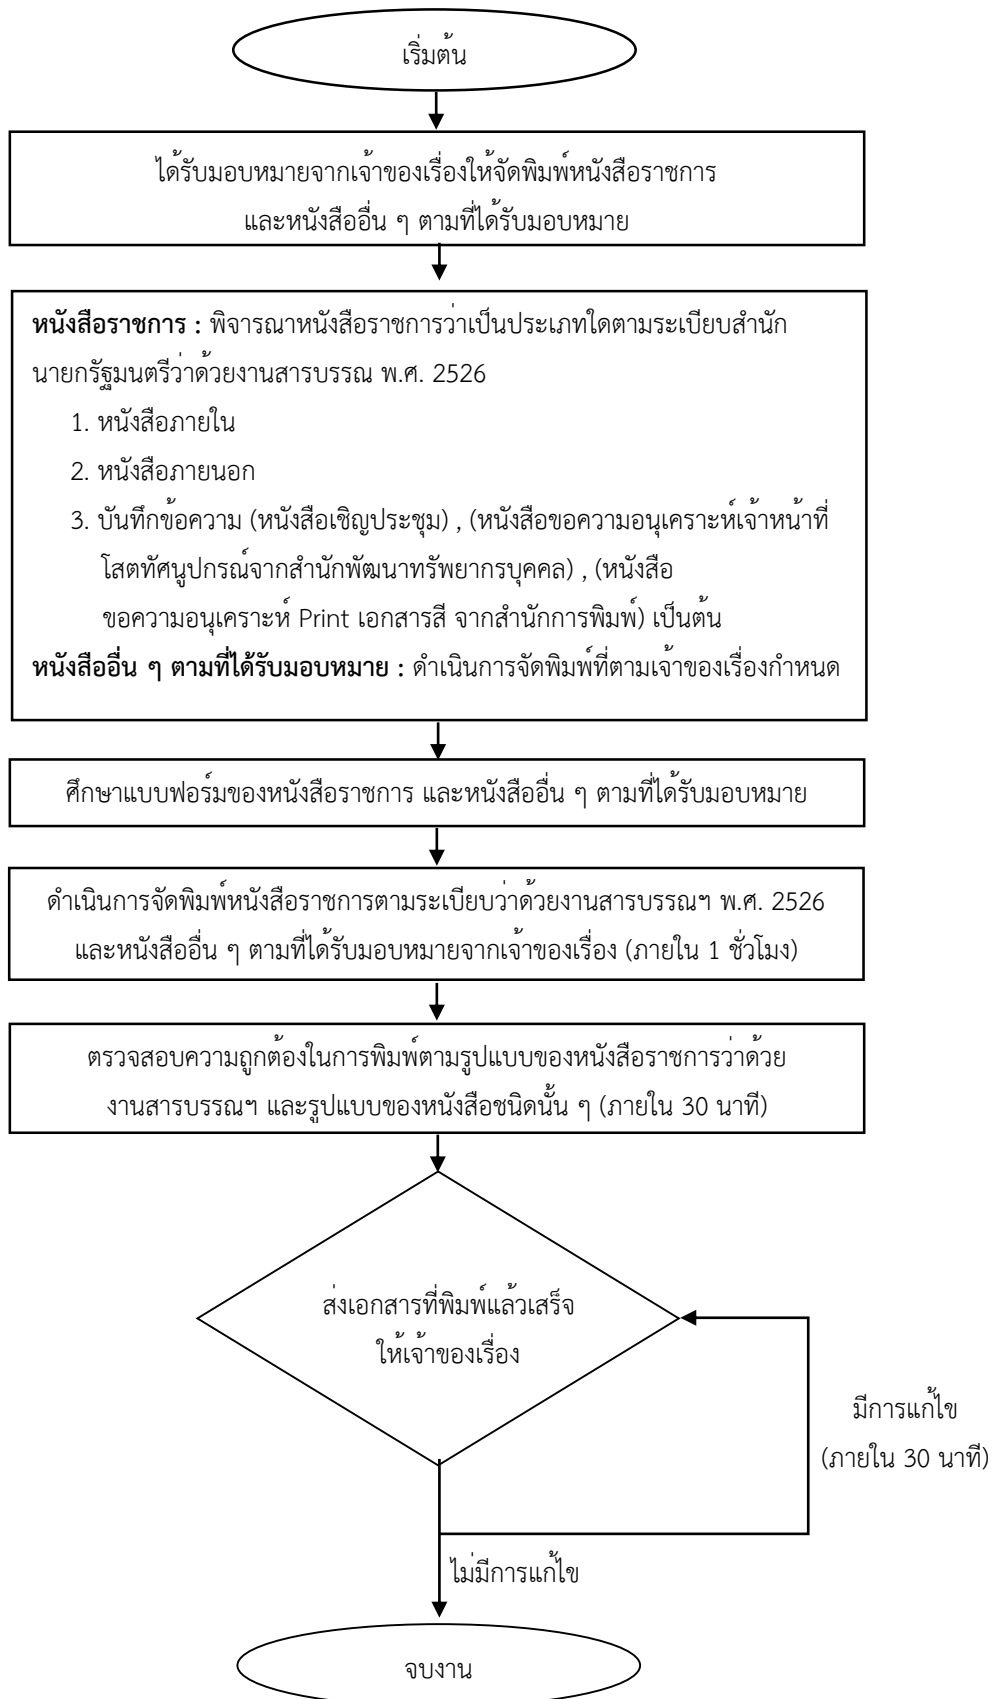 เริ่มต้น
ได้รับมอบหมายจากเจ้าของเรื่องให้จัดพิมพ์หนังสือราชการ
และหนังสืออื่น ๆ ตามที่ได้รับมอบหมาย
หนังสือราชการ : พิจารณาหนังสือราชการว่าเป็นประเภทใดตามระเบียบสำนัก
นายกรัฐมนตรีว่าด้วยงานสารบรรณ พ.ศ. 2526
1. หนังสือภายใน
2. หนังสือภายนอก
3. บันทึกข้อความ (หนังสือเชิญประชุม) , (หนังสือขอความอนุเคราะห์เจ้าหน้าที่
โสตทัศนูปกรณ์จากสำนักพัฒนาทรัพยากรบุคคล) , (หนังสือ
ขอความอนุเคราะห์ Print เอกสารสี จากสำนักการพิมพ์) เป็นต้น
หนังสืออื่น ๆ ตามที่ได้รับมอบหมาย : ดำเนินการจัดพิมพ์ที่ตามเจ้าของเรื่องกำหนด
ศึกษาแบบฟอร์มของหนังสือราชการ และหนังสืออื่น ๆ ตามที่ได้รับมอบหมาย
ดำเนินการจัดพิมพ์หนังสือราชการตามระเบียบว่าด้วยงานสารบรรณฯ พ.ศ. 2526
และหนังสืออื่น ๆ ตามที่ได้รับมอบหมายจากเจ้าของเรื่อง (ภายใน 1 ชั่วโมง)
ตรวจสอบความถูกต้องในการพิมพ์ตามรูปแบบของหนังสือราชการว่าด้วย
งานสารบรรณฯ และรูปแบบของหนังสือชนิดนั้น ๆ (ภายใน 30 นาที)
ส่งเอกสารที่พิมพ์แล้วเสร็จ
ให้เจ้าของเรื่อง
มีการแก้ไข
(ภายใน 30 นาที)
ไม่มีการแก้ไข
จบงาน